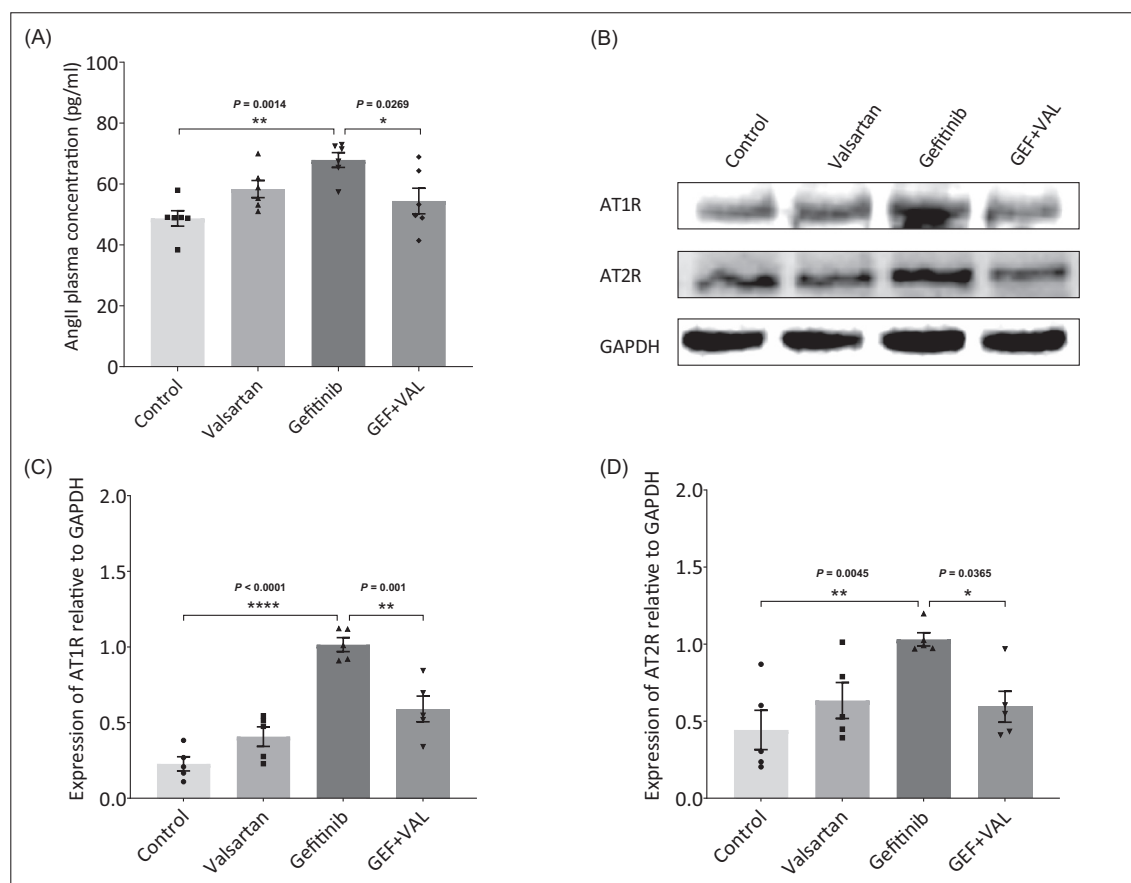 (A)
AngII plasma concentration (pg/ml)
100
80
60
40
20
0
P = 0.0014
**
P = 0.0269
*
Control
Valsartan
Gefitinib
GEF+VAL
(B)
Control
Valsartan
Gefitinib
GEF+VAL
AT1R
AT2R
GAPDH
(C)
Expression of AT1R relative to GAPDH
2.0
1.5
1.0
0.5
0.0
P < 0.0001
****
P = 0.001
**
Control
Valsartan
Gefitinib
GEF+VAL
(D)
Expression of AT2R relative to GAPDH
2.0
1.5
1.0
0.5
0.0
P = 0.0045
**
P = 0.0365
*
Control
Valsartan
Gefitinib
GEF+VAL